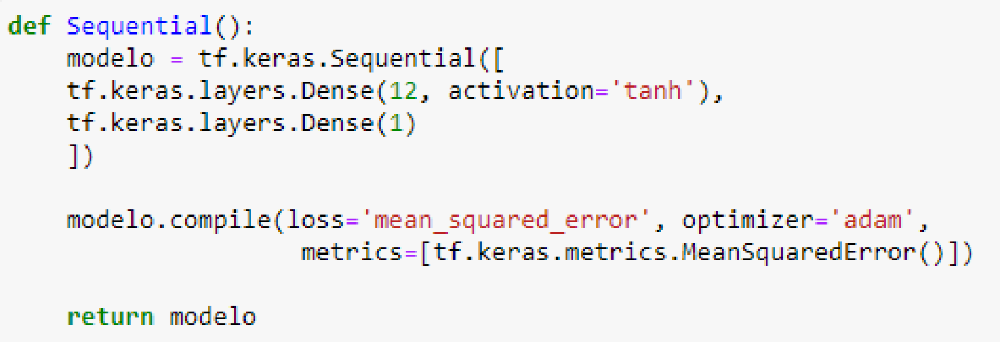 def Sequential():
    modelo = tf.keras.Sequential([
    tf.keras.layers.Dense(12, activation='tanh'),
    tf.keras.layers.Dense(1)
    ])
    modelo.compile(loss='mean_squared_error', optimizer='adam',
                metrics=[tf.keras.metrics.MeanSquaredError()])
    return modelo